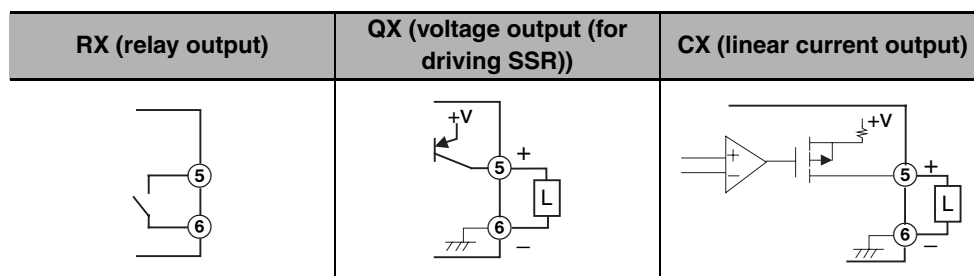 RX (relay output)
QX (voltage output (for
driving SSR))
CX (linear current output)
5
6
+V
+
5
L
6
−
+V
+
−
+
5
L
6
−